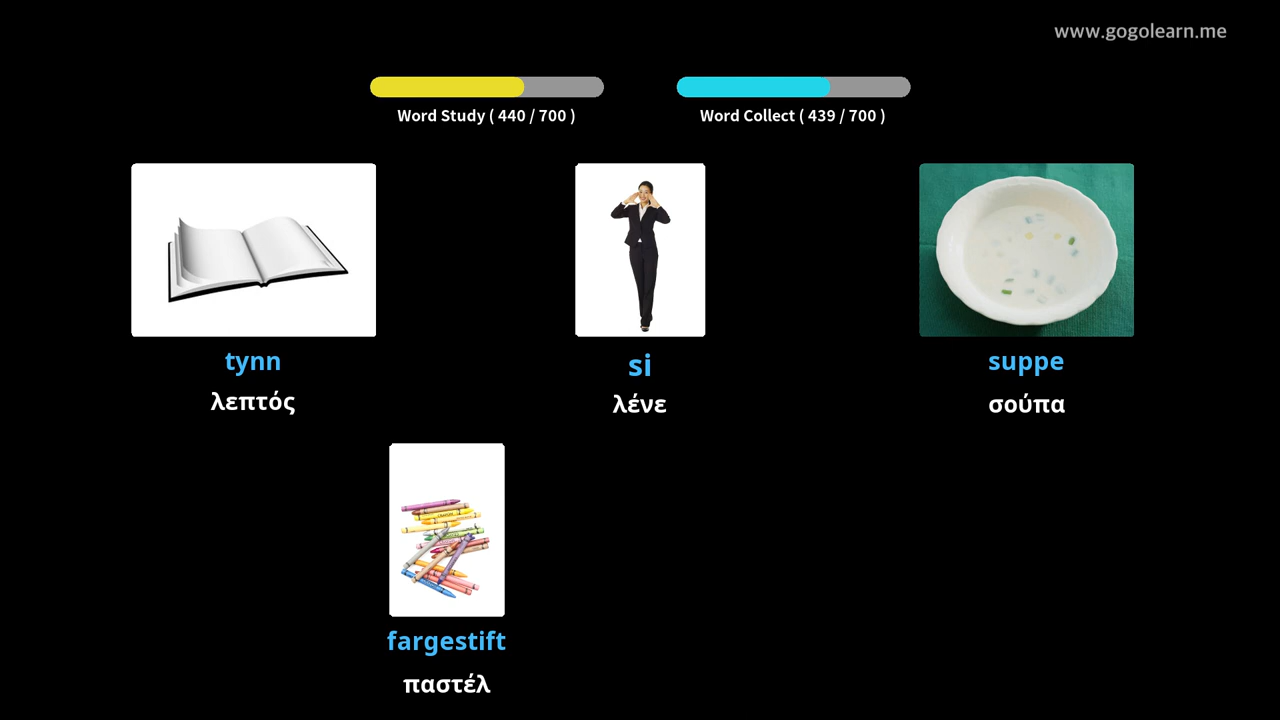 www.gogolearn.me
Word Study ( 440 / 700 )
Word Collect ( 439 / 700 )
tynn
λεπτός
si
λένε
suppe
σούπα
fargestift
παστέλ